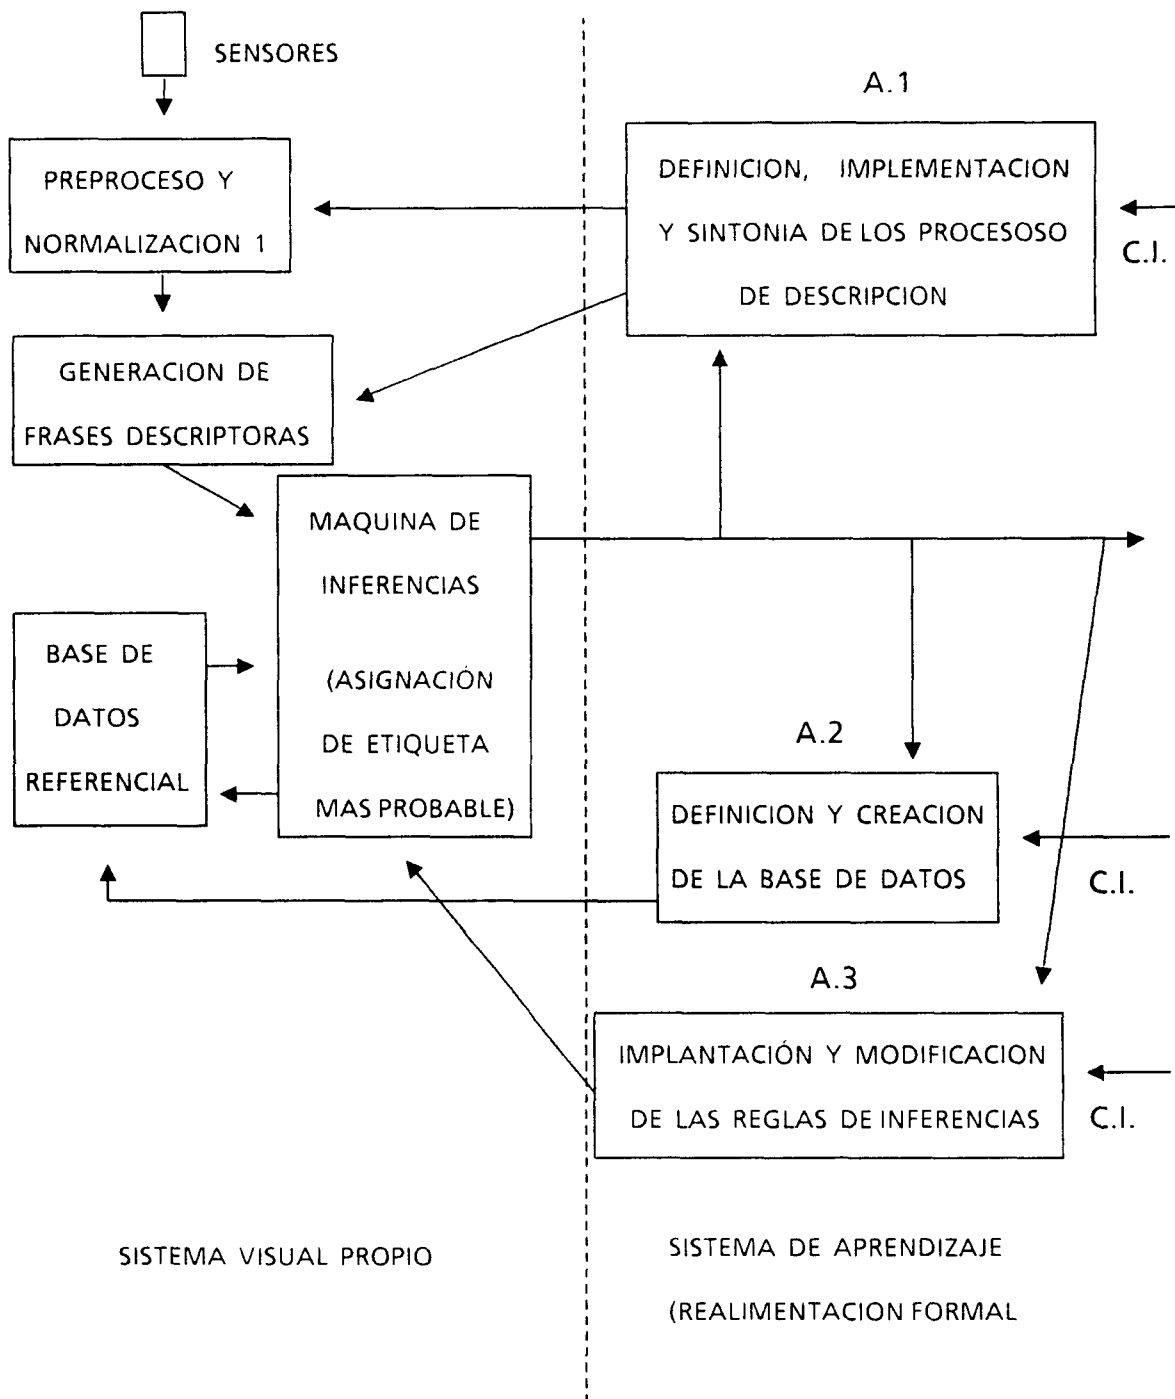 SENSORES
PREPROCESO Y
NORMALIZACION 1
GENERACION DE
FRASES DESCRIPTORAS
MAQUINA DE
INFERENCIAS
(ASIGNACIÓN
DE ETIQUETA
MAS PROBABLE)
BASE DE
DATOS
REFERENCIAL
SISTEMA VISUAL PROPIO
A.1
DEFINICION, IMPLEMENTACION
Y SINTONIA DE LOS PROCESOSO
DE DESCRIPCION
C.I.
A.2
DEFINICION Y CREACION
DE LA BASE DE DATOS
C.I.
A.3
IMPLANTACIÓN Y MODIFICACION
DE LAS REGLAS DE INFERENCIAS
C.I.
SISTEMA DE APRENDIZAJE
(REALIMENTACION FORMAL